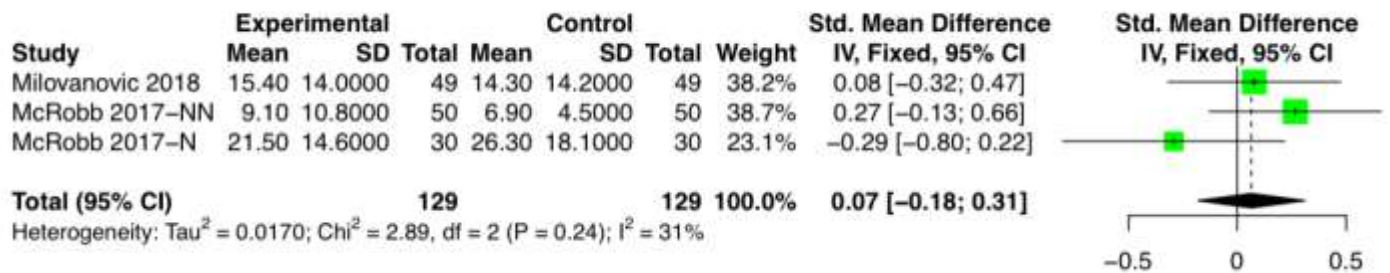 Experimental Control Std. Mean Difference Std. Mean Difference
Study Mean SD Total Mean SD Total Weight IV, Fixed, 95% CI IV, Fixed, 95% CI
Milovanovic 2018 15.40 14.0000 49 14.30 14.2000 49 38.2% 0.08 [−0.32; 0.47]
McRobb 2017−NN 9.10 10.8000 50 6.90 4.5000 50 38.7% 0.27 [−0.13; 0.66]
McRobb 2017−N 21.50 14.6000 30 26.30 18.1000 30 23.1% −0.29 [−0.80; 0.22]
Total (95% CI) 129 129 100.0% 0.07 [−0.18; 0.31]
Heterogeneity: Tau² = 0.0170; Chi² = 2.89, df = 2 (P = 0.24); I² = 31%
−0.5 0 0.5